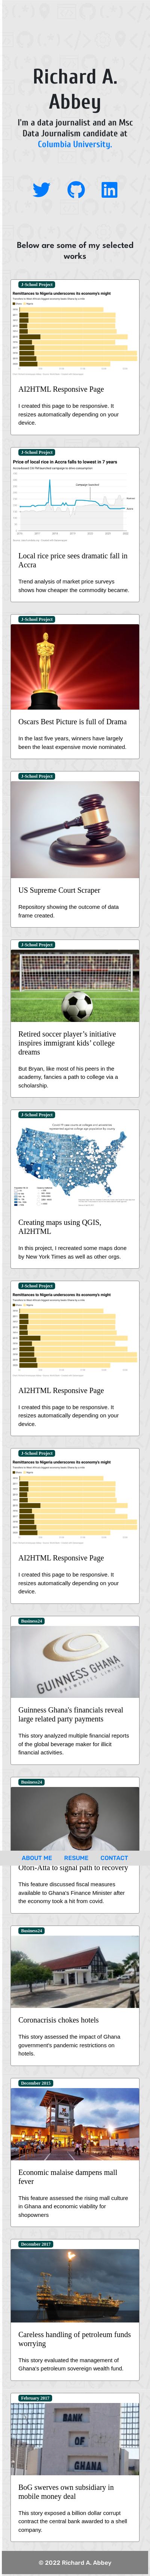 Richard A.
Abbey
I'm a data journalist and an Msc
Data Journalism candidate at
Columbia University.
Below are some of my selected
works
J-School Project
Remittances to Nigeria underscores its economy's might
AI2HTML Responsive Page
I created this page to be responsive. It
resizes automatically depending on your
device.
J-School Project
Price of local rice in Accra falls to lowest in 7 years
Local rice price sees dramatic fall in
Accra
Trend analysis of market price surveys
shows how cheaper the commodity became.
J-School Project
Oscars Best Picture is full of Drama
In the last five years, winners have largely
been the least expensive movie nominated.
J-School Project
US Supreme Court Scraper
Repository showing the outcome of data
frame created.
J-School Project
Retired soccer player's initiative
inspires immigrant kids' college
dreams
But Bryan, like most of his peers in the
academy, fancies a path to college via a
scholarship.
J-School Project
Creating maps using QGIS,
AI2HTML
In this project, I recreated some maps done
by New York Times as well as other orgs.
J-School Project
Remittances to Nigeria underscores its economy's might
AI2HTML Responsive Page
I created this page to be responsive. It
resizes automatically depending on your
device.
J-School Project
Remittances to Nigeria underscores its economy's might
AI2HTML Responsive Page
I created this page to be responsive. It
resizes automatically depending on your
device.
Business24
GUINNESS GHANA
BREWERIES LIMITED
Guinness Ghana's financials reveal
large related party payments
This story analyzed multiple financial reports
of the global beverage maker for illicit
financial activities.
Business24
ABOUT ME RESUME CONTACT
Ofori-Atta to signal path to recovery
This feature discussed fiscal measures
available to Ghana's Finance Minister after
the economy took a hit from covid.
Business24
Coronacrisis chokes hotels
This story assessed the impact of Ghana
government's pandemic restrictions on
hotels.
December 2015
Economic malaise dampens mall
fever
This feature assessed the rising mall culture
in Ghana and economic viability for
shopowners
December 2017
Careless handling of petroleum funds
worrying
This story evaluated the management of
Ghana's petroleum sovereign wealth fund.
February 2017
BANK
OF
GHANA
BoG swerves own subsidiary in
mobile money deal
This story exposed a billion dollar corrupt
contract the central bank awarded to a shell
company.
© 2022 Richard A. Abbey